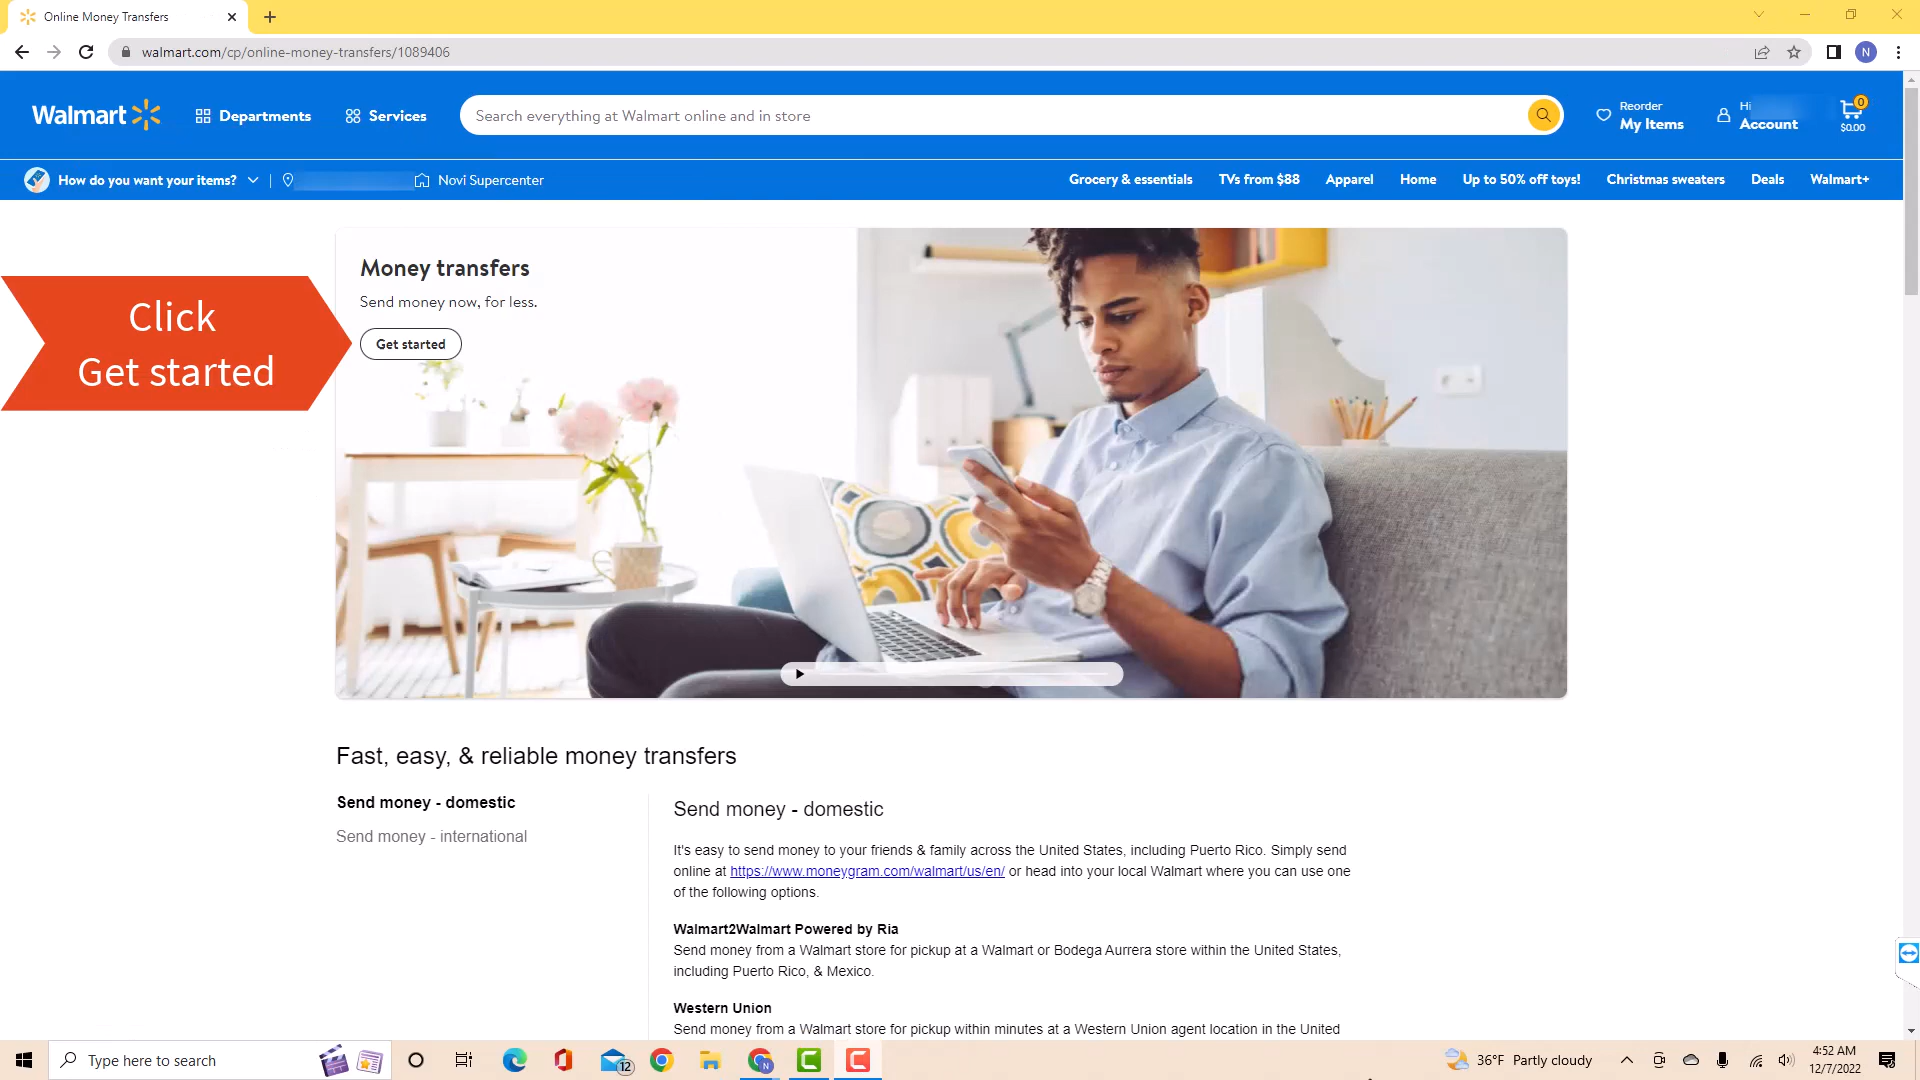 Online Money Transfers
walmart.com/cp/online-money-transfers/1089406
N
Walmart
Departments
Services
Search everything at Walmart online and in store
Reorder
My Items
Hi
Account
0
$0.00
How do you want your items?
Novi Supercenter
Grocery & essentials
TVs from $88
Apparel
Home
Up to 50% off toys!
Christmas sweaters
Deals
Walmart+
Money transfers
Send money now, for less.
Get started
Click
Get started
Fast, easy, & reliable money transfers
Send money - domestic
Send money - international
Send money - domestic
It's easy to send money to your friends & family across the United States, including Puerto Rico. Simply send
online at https://www.moneygram.com/walmart/us/en/ or head into your local Walmart where you can use one
of the following options.
Walmart2Walmart Powered by Ria
Send money from a Walmart store for pickup at a Walmart or Bodega Aurrera store within the United States,
including Puerto Rico, & Mexico.
Western Union
Send money from a Walmart store for pickup within minutes at a Western Union agent location in the United
Type here to search
12
N
36°F Partly cloudy
4:52 AM
12/7/2022